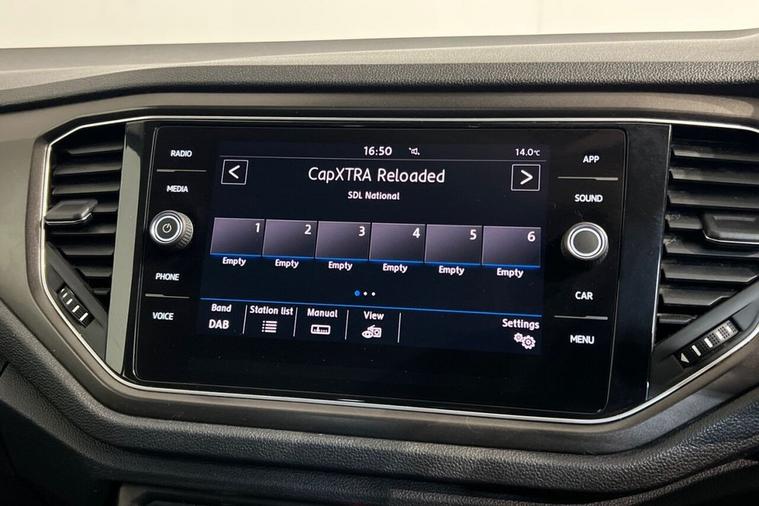 RADIO
MEDIA
PHONE
VOICE
16:50
14.0°C
<
CapXTRA Reloaded
>
SDL National
1 2 3 4 5 6
Empty Empty Empty Empty Empty Empty
Band Station list Manual View Settings
DAB
APP
SOUND
CAR
MENU